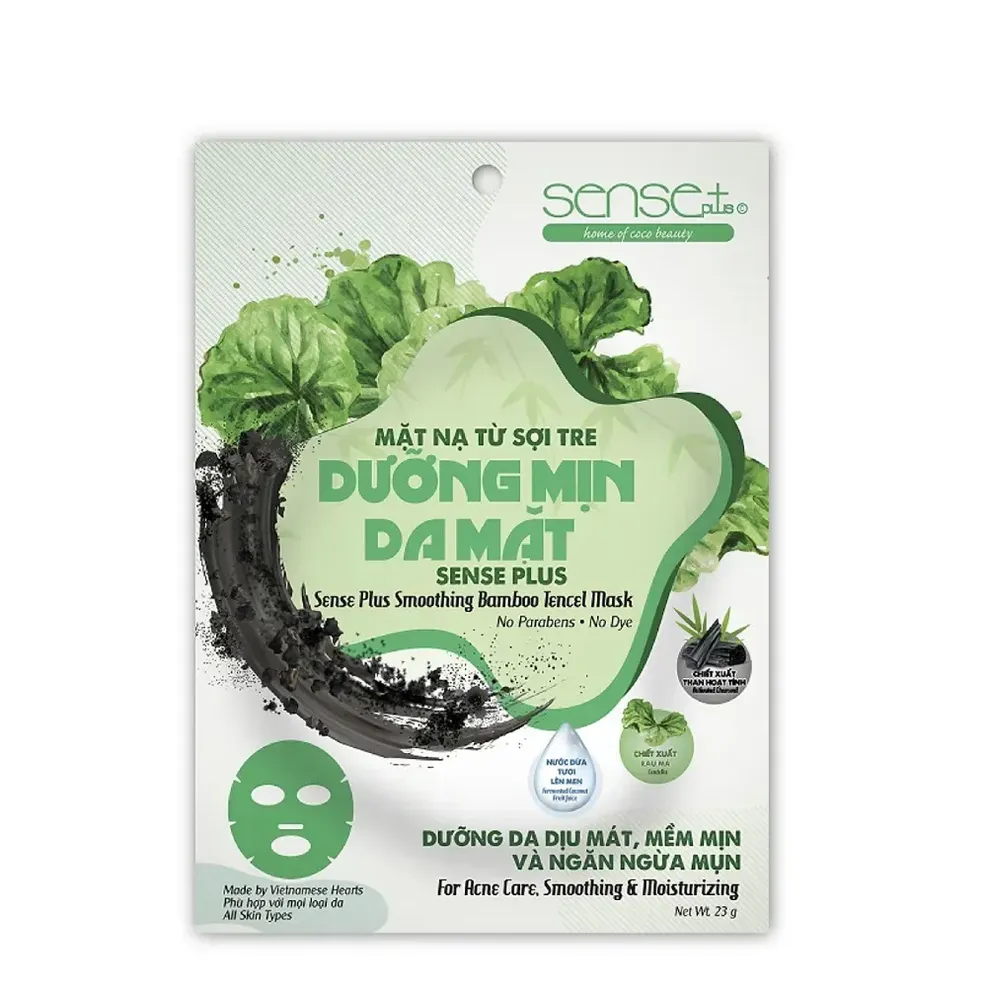 sense+
plus ©
home of coco beauty
MẶT NẠ TỪ SỢI TRE
DƯỠNG MỊN
DA MẶT
SENSE PLUS
Sense Plus Smoothing Bamboo Tencel Mask
No Parabens • No Dye
CHIẾT XUẤT
THAN HOẠT TÍNH
Activated Charcoal
CHIẾT XUẤT
RAU MÁ
Centella
NƯỚC DỪA
TƯƠI
LÊN MEN
Fermented Coconut
Fruit Juice
DƯỠNG DA DỊU MÁT, MỀM MỊN
VÀ NGĂN NGỪA MỤN
For Acne Care, Smoothing & Moisturizing
Net Wt. 23 g
Made by Vietnamese Hearts
Phù hợp với mọi loại da
All Skin Types